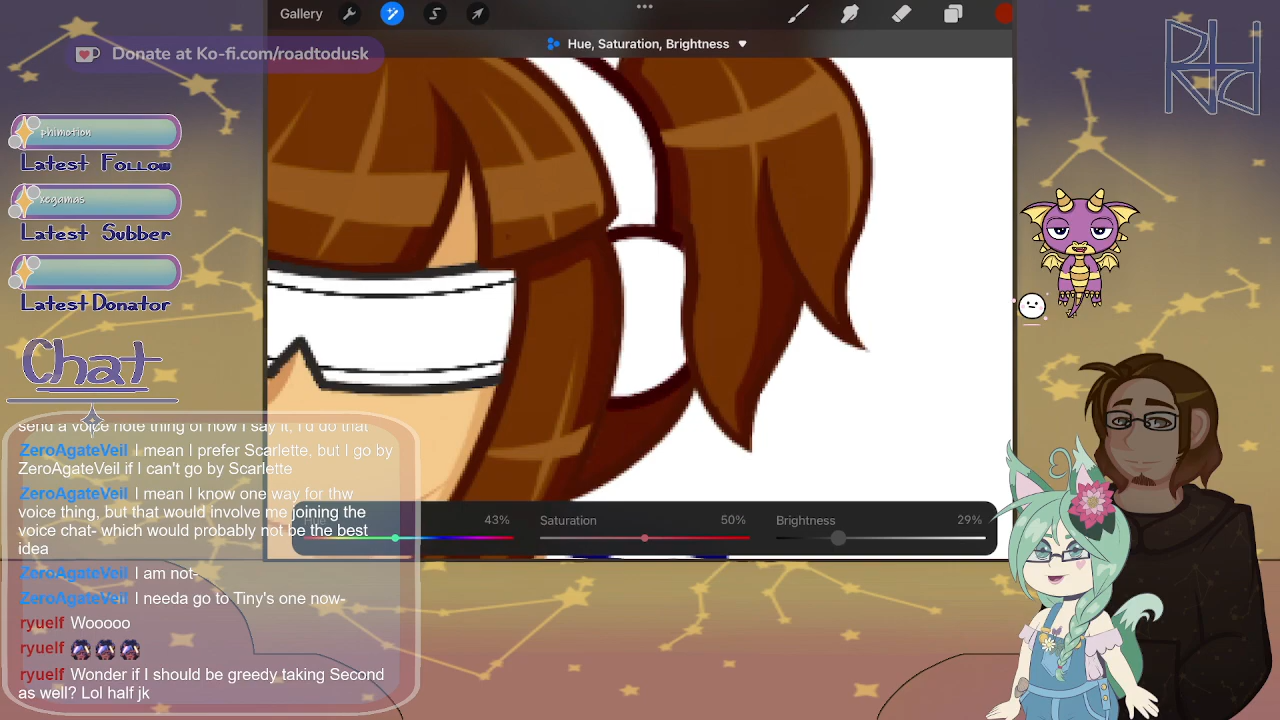 Gallery
Hue, Saturation, Brightness
Donate at Ko-fi.com/roadtodusk
phimotion
Latest Follow
xegamas
Latest Subber
Latest Donator
Chat
send a voice note thing of how I say it, I'd do that
ZeroAgateVeil I mean I prefer Scarlette, but I go by
ZeroAgateVeil if I can't go by Scarlette
ZeroAgateVeil I mean I know one way for thw
voice thing, but that would involve me joining the
voice chat- which would probably not be the best
idea
ZeroAgateVeil I am not-
ZeroAgateVeil I needa go to Tiny's one now-
ryuelf Wooooo
ryuelf
ryuelf Wonder if I should be greedy taking Second
as well? Lol half jk
43%
Saturation 50%
Brightness 29%